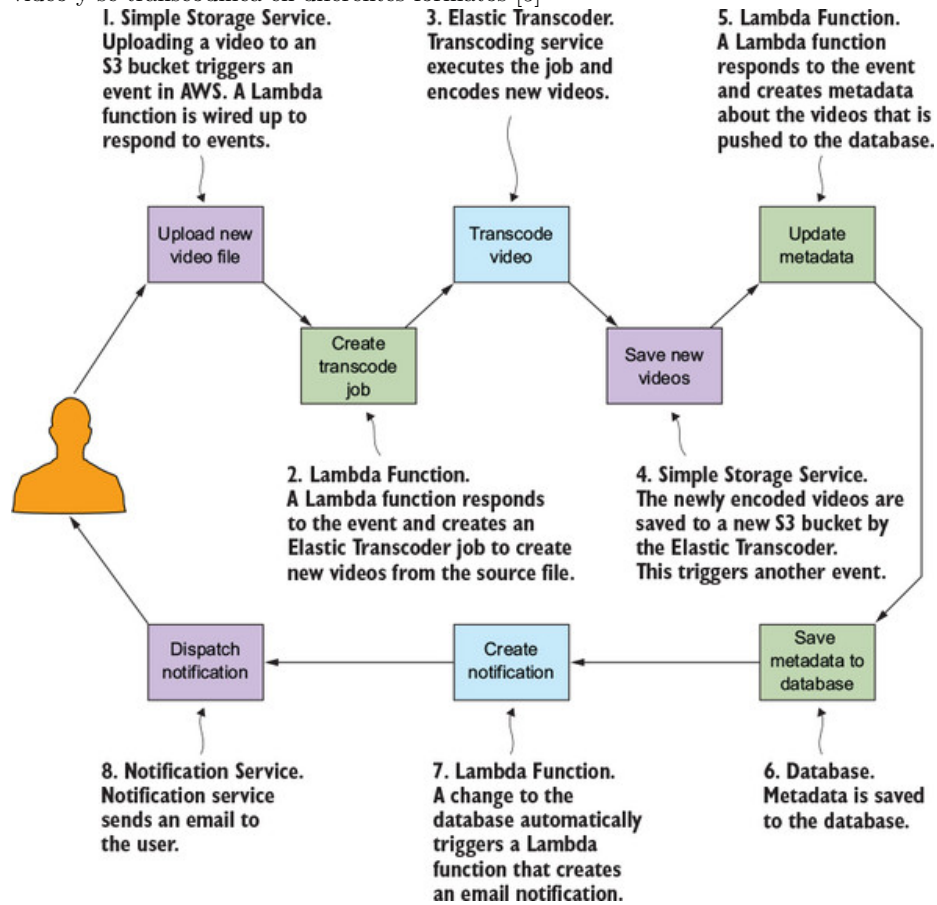 video y se transcodifica en diferentes formatos [8]
1. Simple Storage Service.
Uploading a video to an
S3 bucket triggers an
event in AWS. A Lambda
function is wired up to
respond to events.
3. Elastic Transcoder.
Transcoding service
executes the job and
encodes new videos.
5. Lambda Function.
A Lambda function
responds to the event
and creates metadata
about the videos that is
pushed to the database.
Upload new
video file
Transcode
video
Update
metadata
Create
transcode
job
Save new
videos
2. Lambda Function.
A Lambda function responds
to the event and creates an
Elastic Transcoder job to create
new videos from the source file.
4. Simple Storage Service.
The newly encoded videos are
saved to a new S3 bucket by
the Elastic Transcoder.
This triggers another event.
Dispatch
notification
Create
notification
Save
metadata to
database
8. Notification Service.
Notification service
sends an email to
the user.
7. Lambda Function.
A change to the
database automatically
triggers a Lambda
function that creates
an email notification.
6. Database.
Metadata is saved
to the database.